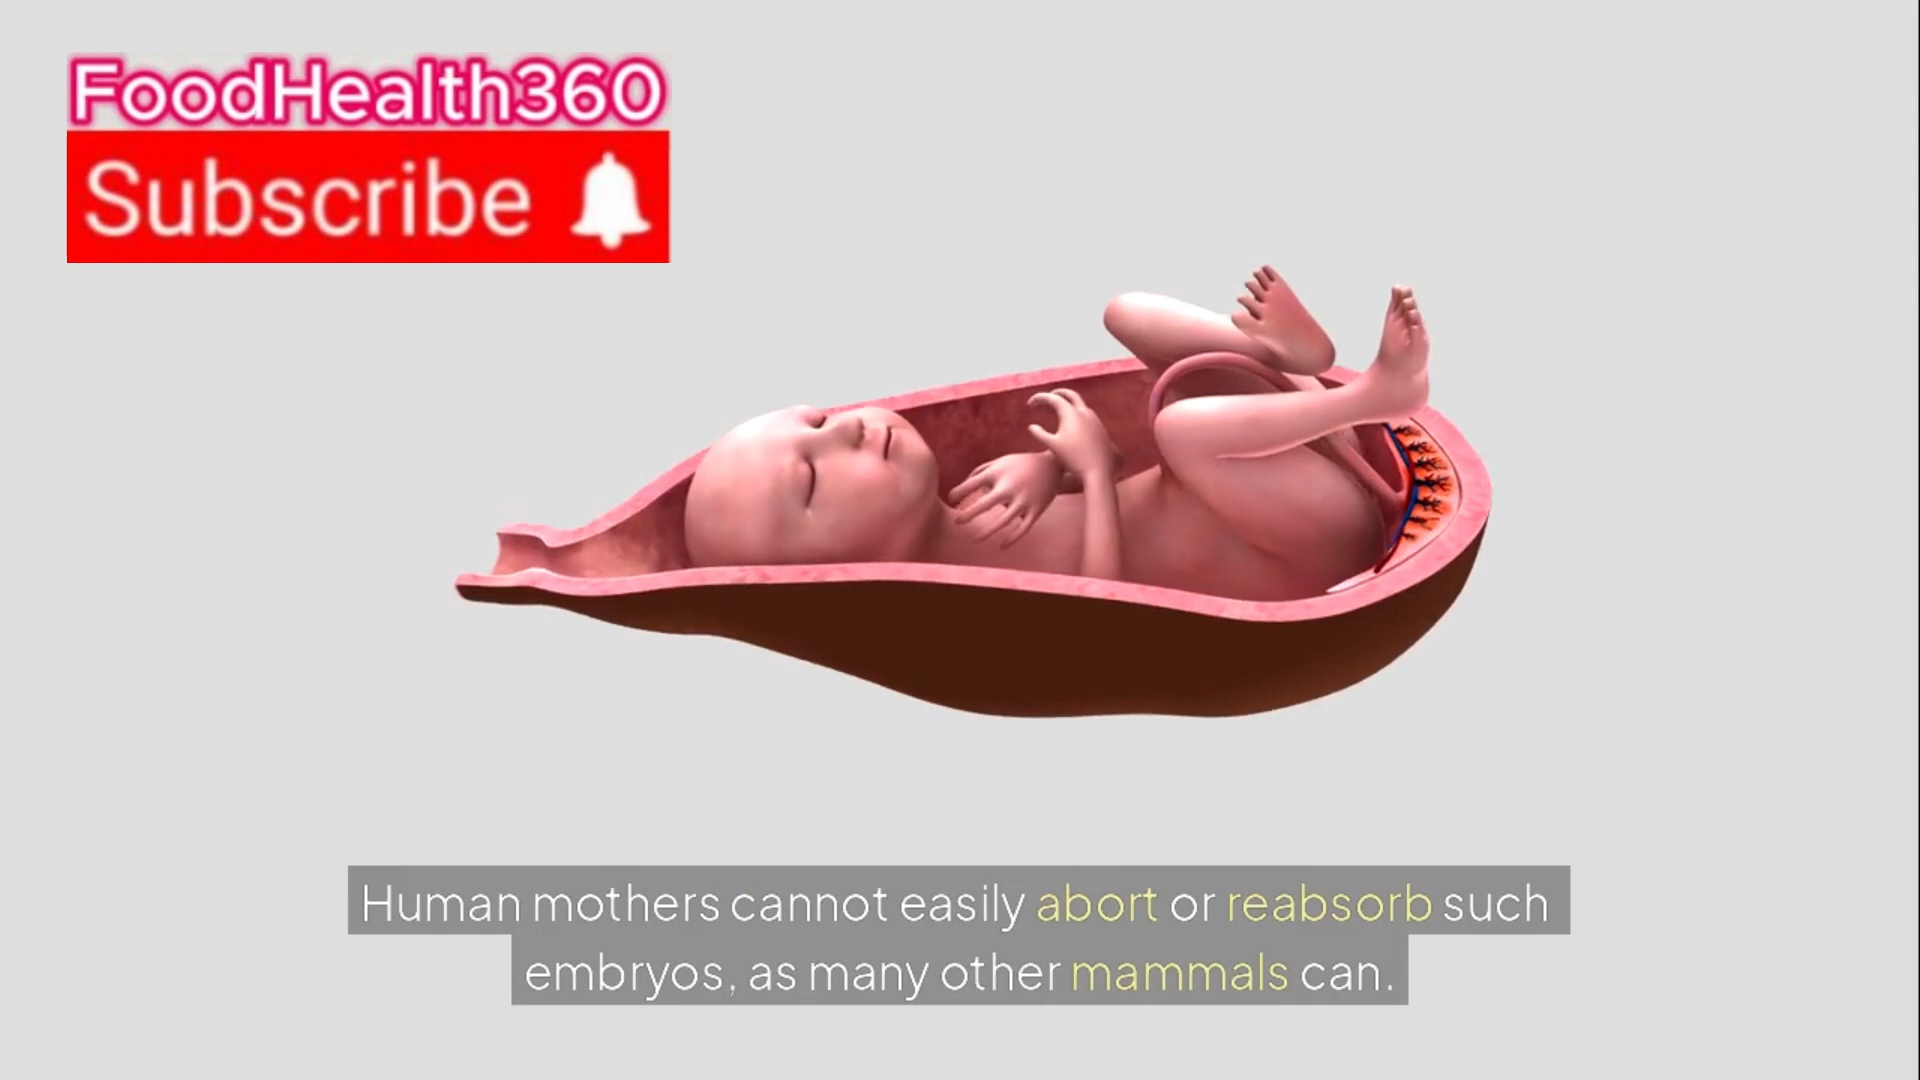 FoodHealth360
Subscribe
Human mothers cannot easily abort or reabsorb such
embryos, as many other mammals can.